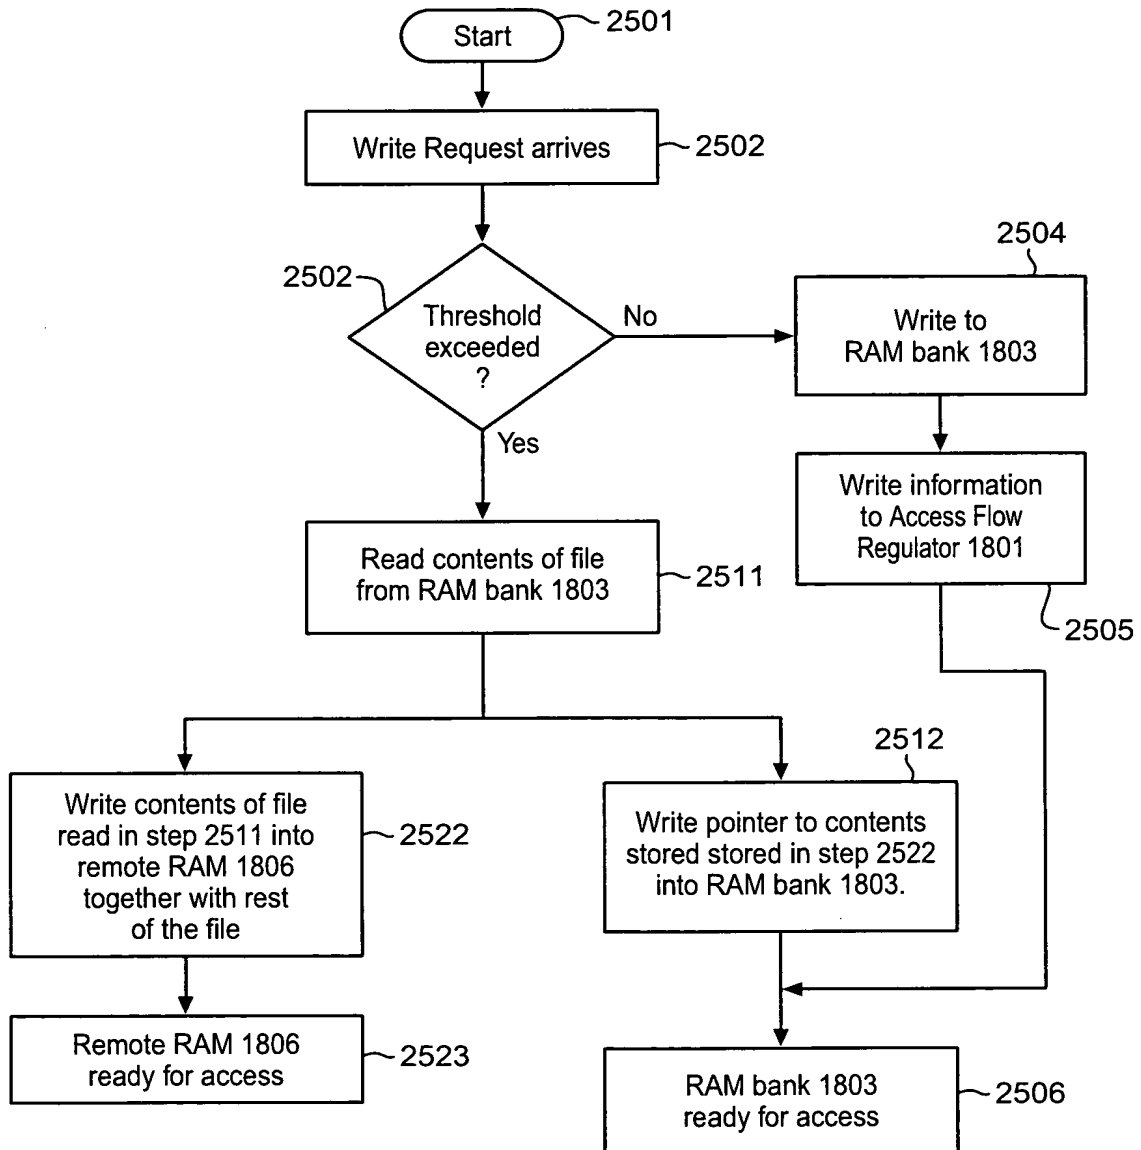 Start
2501
Write Request arrives
2502
2502
Threshold
exceeded
?
No
Yes
2504
Write to
RAM bank 1803
Write information
to Access Flow
Regulator 1801
2505
Read contents of file
from RAM bank 1803
2511
Write contents of file
read in step 2511 into
remote RAM 1806
together with rest
of the file
2522
2512
Write pointer to contents
stored stored in step 2522
into RAM bank 1803.
Remote RAM 1806
ready for access
2523
RAM bank 1803
ready for access
2506